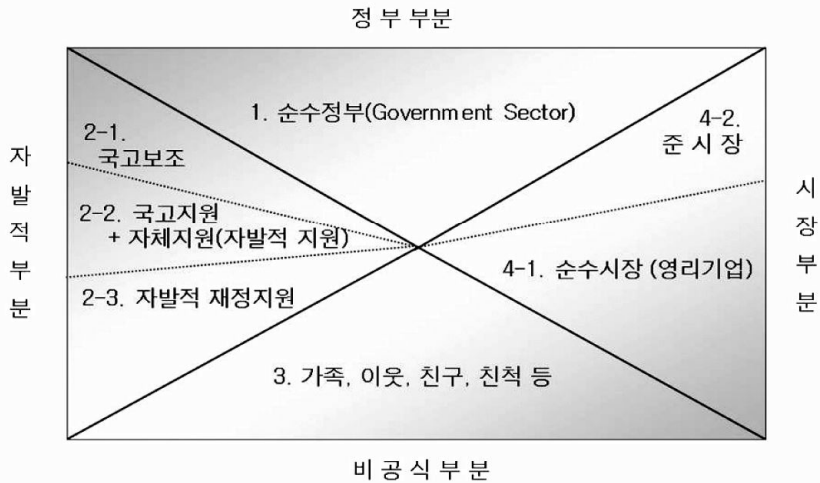 정 부 부 분
1. 순수정부(Government Sector)
4-2.
준 시 장
2-1.
국고보조
2-2. 국고지원
+ 자체지원(자발적 지원)
2-3. 자발적 재정지원
4-1. 순수시장 (영리기업)
3. 가족, 이웃, 친구, 친척 등
자
발
적
부
분
시
장
부
분
비 공 식 부 분